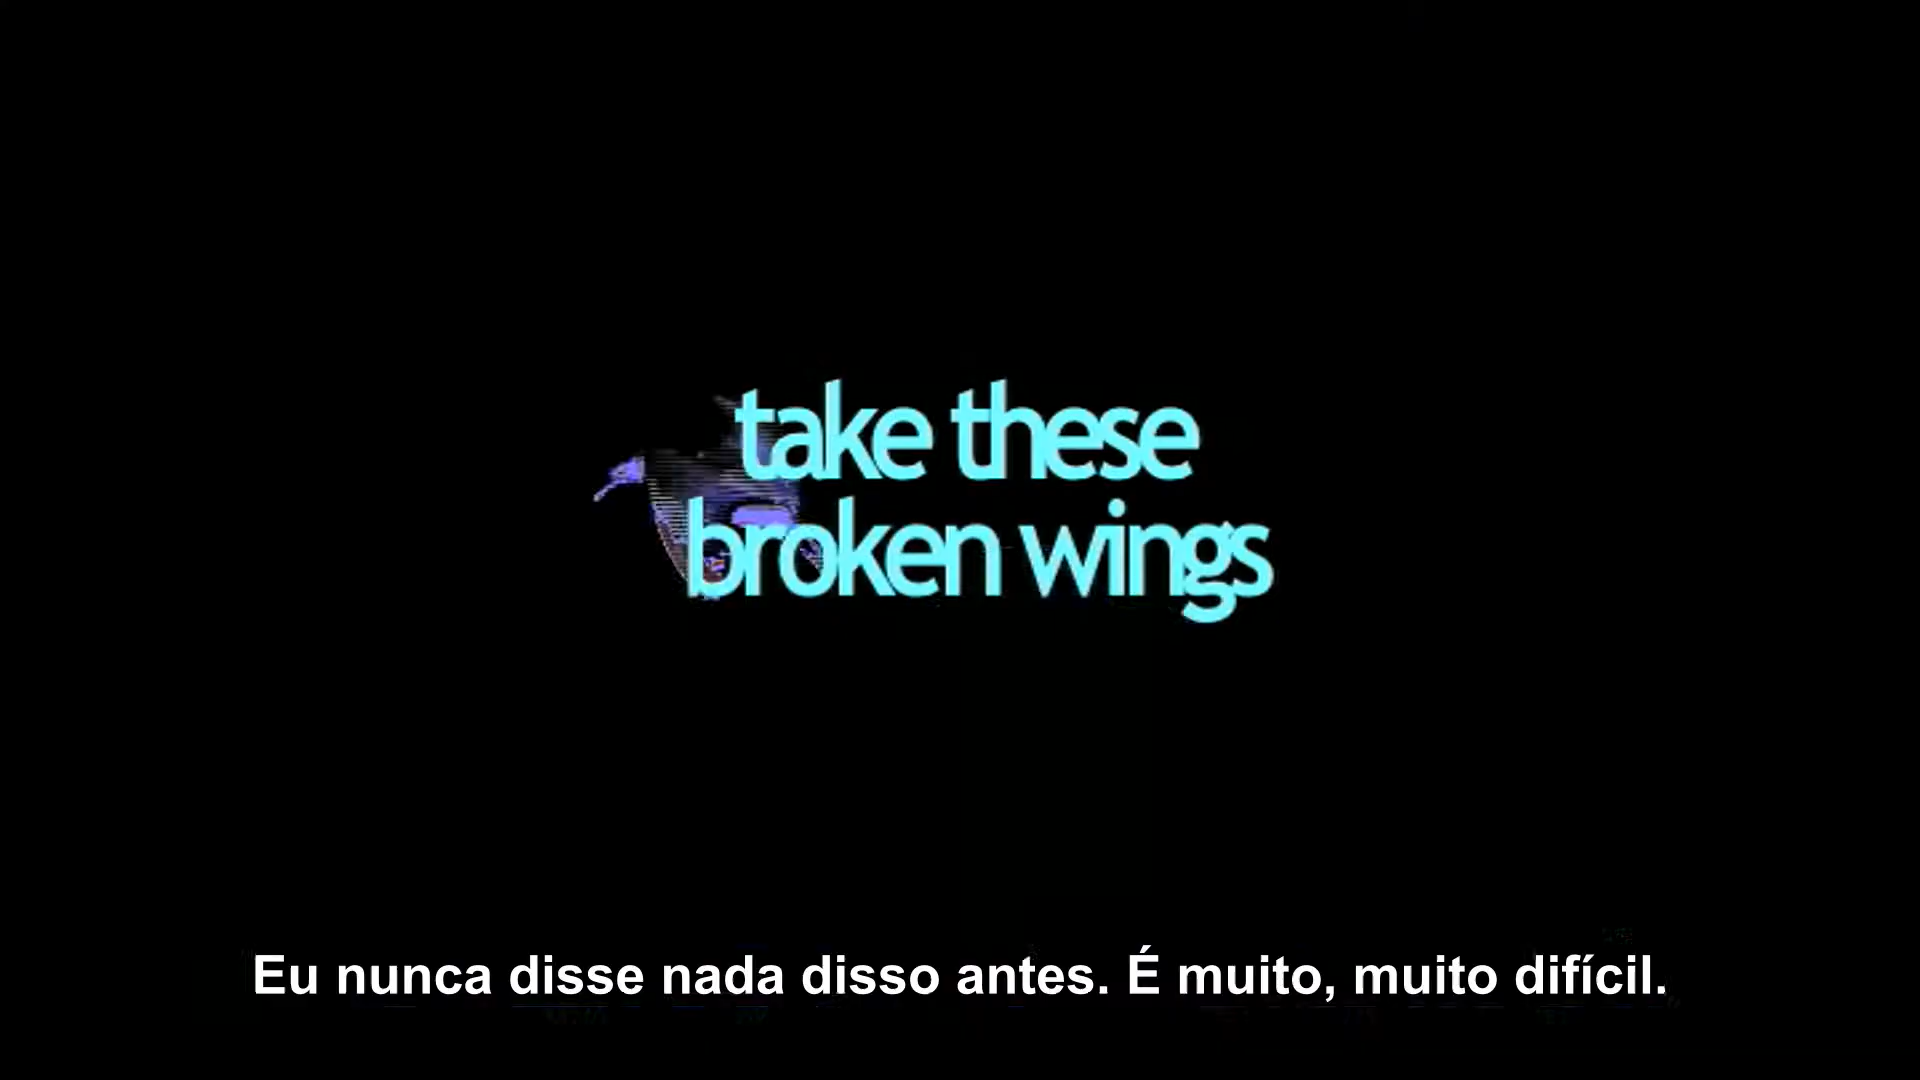 take these
broken wings
Eu nunca disse nada disso antes. É muito, muito difícil.